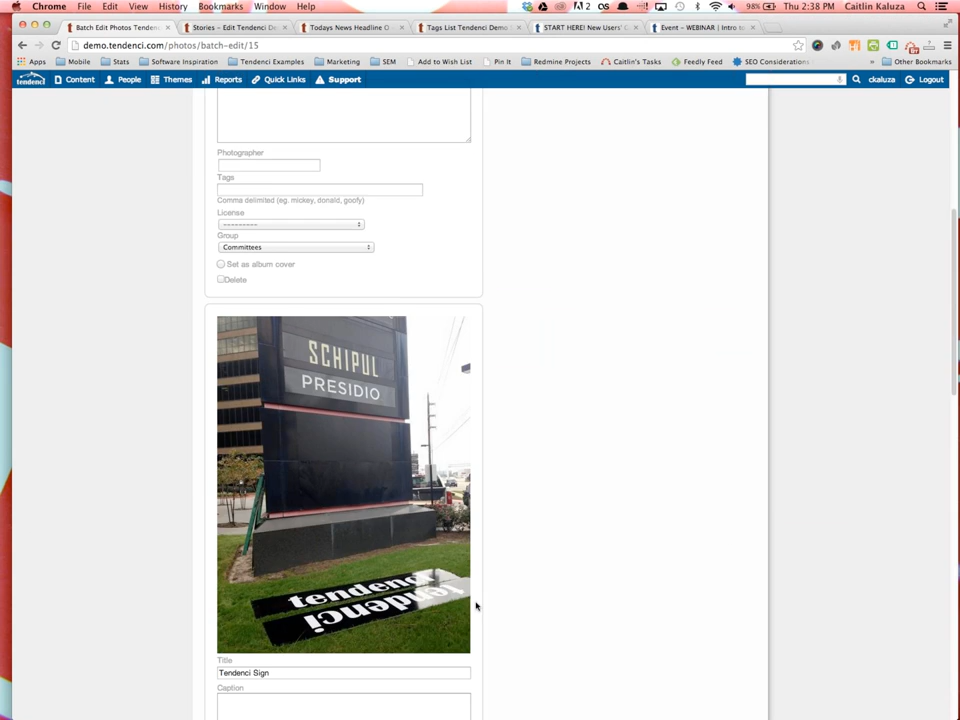 Chrome File Edit View History Bookmarks Window Help
2 98% Thu 2:38 PM Caitlin Kaluza
Batch Edit Photos Tendenci
Stories – Edit Tendenci De
Todays News Headline
Tags List Tendenci Demo
START HERE! New Users'
Event – WEBINAR | Intro to
demo.tendenci.com/photos/batch-edit/15
Apps Mobile Stats Software Inspiration Tendenci Examples Marketing SEM Add to Wish List Pin It Redmine Projects Caitlin's Tasks Feedly Feed SEO Considerations » Other Bookmarks
tendenci Content People Themes Reports Quick Links Support ckaluza Logout
Photographer
Tags
Comma delimited (eg. mickey, donald, goofy)
License
---------
Group
Committees
Set as album cover
Delete
SCHIPUL
PRESIDIO
tendenci
tendenci
Title
Tendenci Sign
Caption